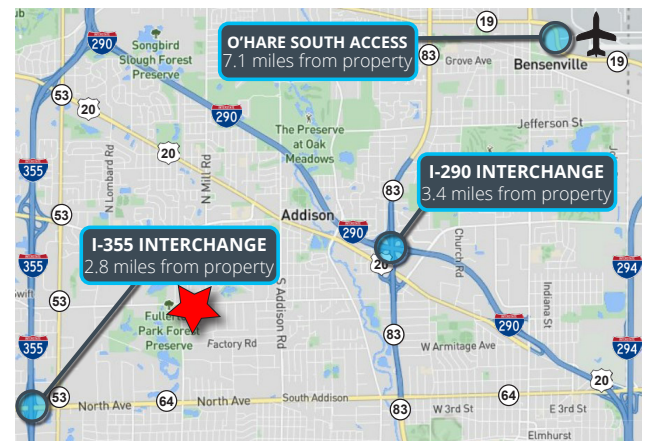 19
290
Songbird
Slough Forest
Preserve
O'HARE SOUTH ACCESS
7.1 miles from property
83
Grove Ave
Bensenville
19
53
20
290
The Preserve
at Oak
Meadows
Jefferson St
355
N Lombard Rd
20
N Mill Rd
83
I-290 INTERCHANGE
3.4 miles from property
53
Addison
290
20
Church Rd
I-355 INTERCHANGE
2.8 miles from property
355
294
53
S Addison Rd
Indiana St
Park Forest
Preserve
Factory Rd
290
83
355
W Armitage Ave
294
20
53
North Ave
64
North Ave
South Addison
83
W 3rd St
64
E 3rd St
Elmhurst